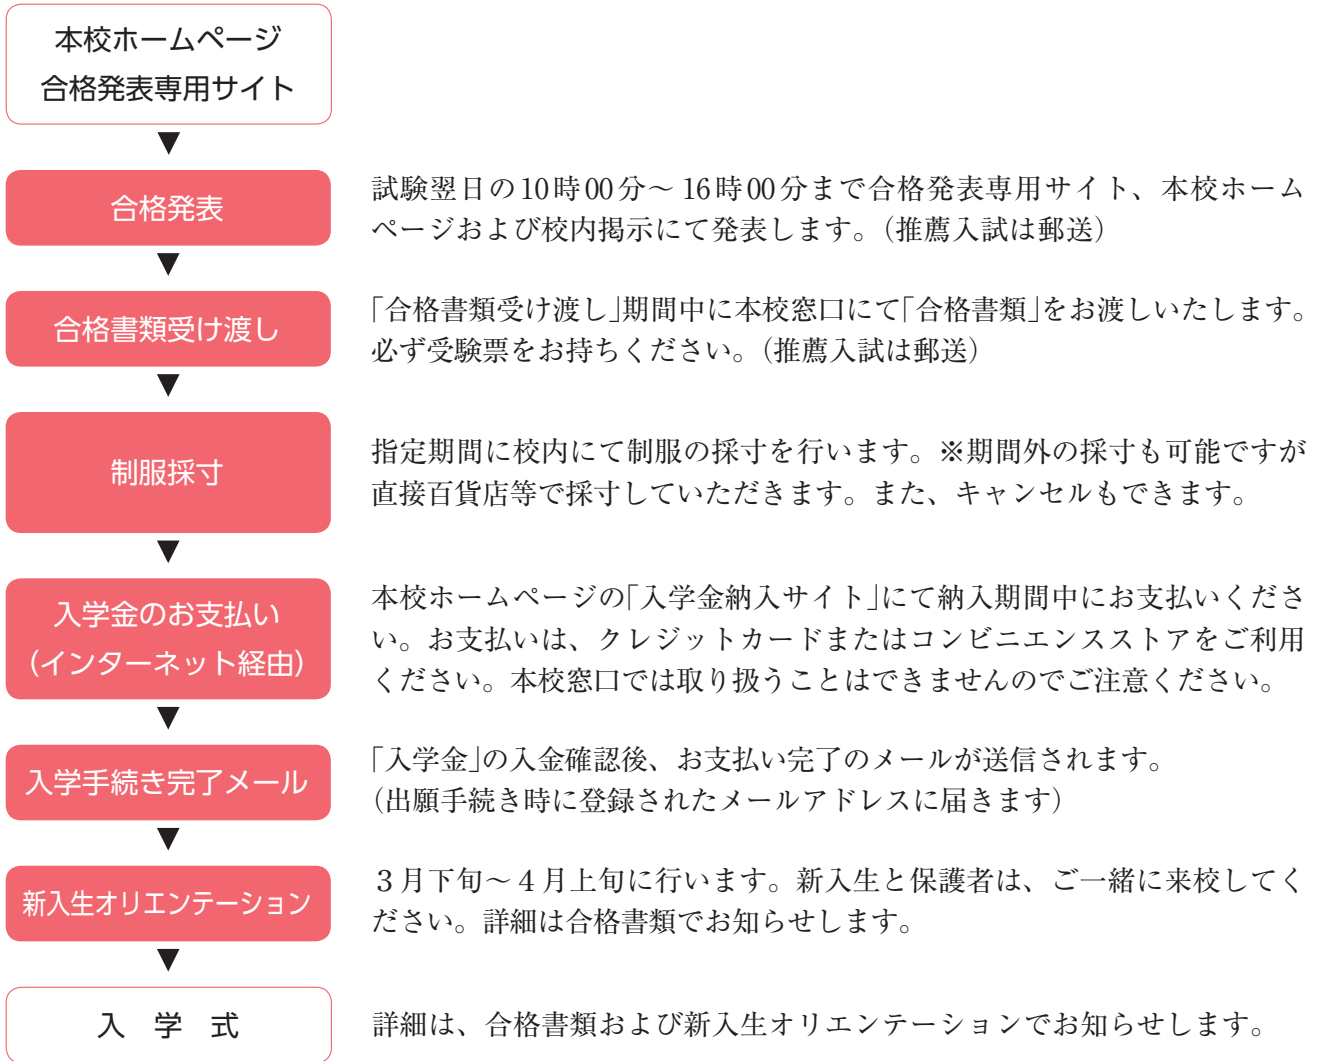 本校ホームページ
合格発表専用サイト
▼
合格発表
試験翌日の10時00分～16時00分まで合格発表専用サイト、本校ホーム
ページおよび校内掲示にて発表します。（推薦入試は郵送）
▼
合格書類受け渡し
「合格書類受け渡し」期間中に本校窓口にて「合格書類」をお渡しいたします。
必ず受験票をお持ちください。（推薦入試は郵送）
▼
制服採寸
指定期間に校内にて制服の採寸を行います。※期間外の採寸も可能ですが
直接百貨店等で採寸していただきます。また、キャンセルもできます。
▼
入学金のお支払い
（インターネット経由）
本校ホームページの「入学金納入サイト」にて納入期間中にお支払いくださ
い。お支払いは、クレジットカードまたはコンビニエンスストアをご利用
ください。本校窓口では取り扱うことはできませんのでご注意ください。
▼
入学手続き完了メール
「入学金」の入金確認後、お支払い完了のメールが送信されます。
（出願手続き時に登録されたメールアドレスに届きます）
▼
新入生オリエンテーション
３月下旬～４月上旬に行います。新入生と保護者は、ご一緒に来校してく
ださい。詳細は合格書類でお知らせします。
▼
入　学　式
詳細は、合格書類および新入生オリエンテーションでお知らせします。